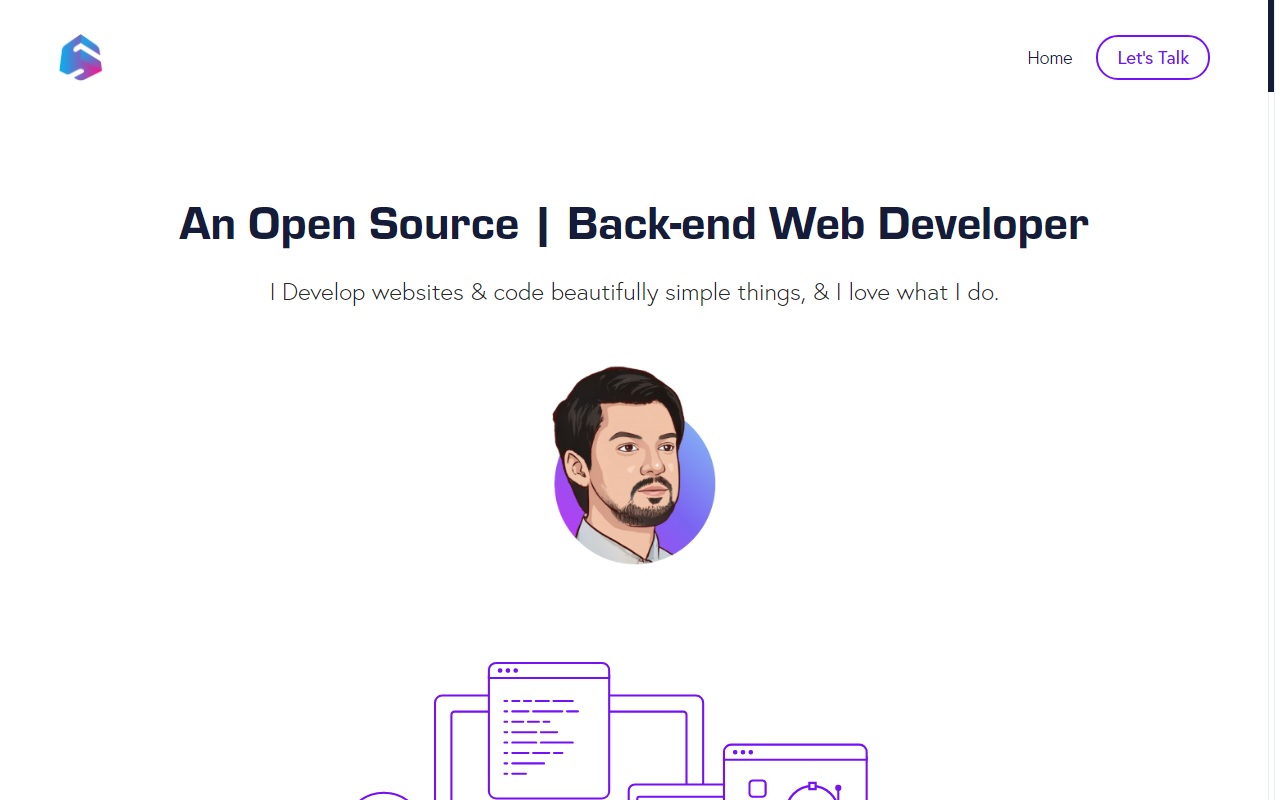 Home
Let's Talk
An Open Source | Back-end Web Developer
I Develop websites & code beautifully simple things, & I love what I do.